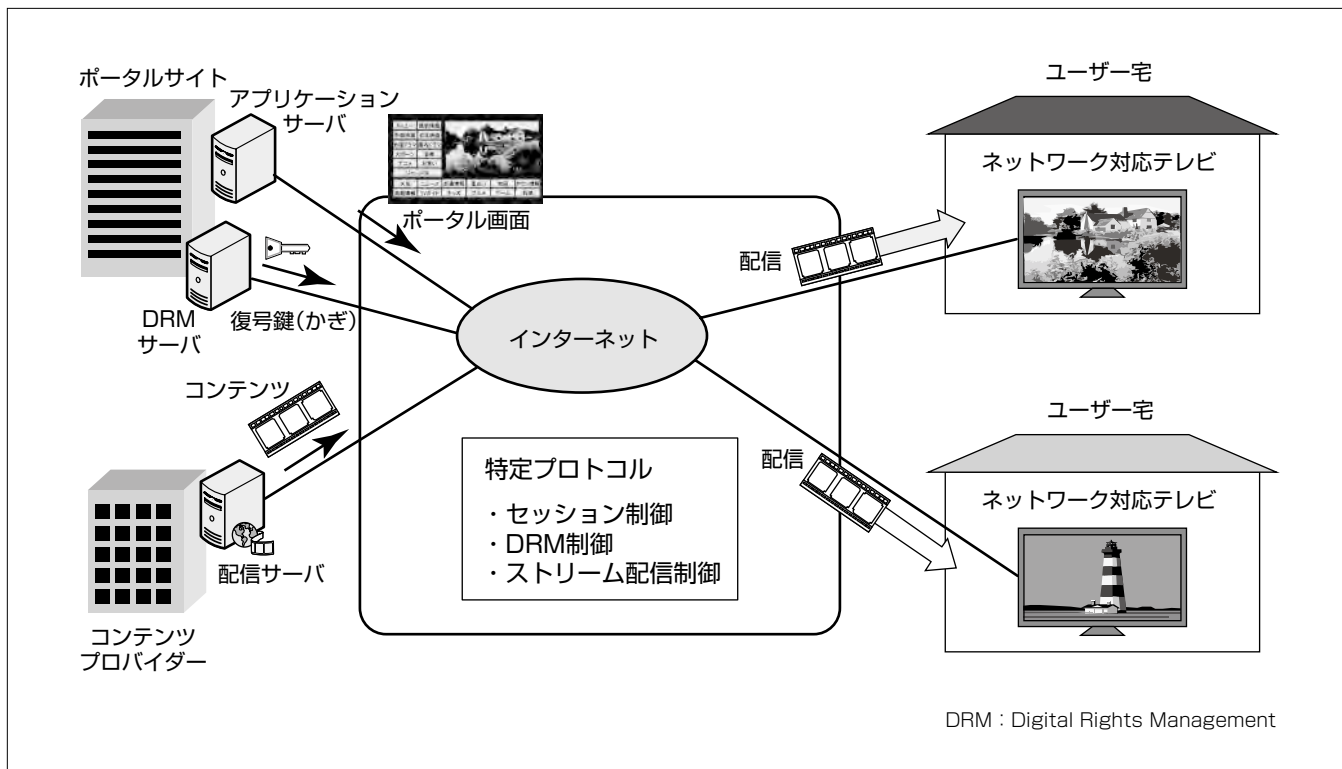 ポータルサイト
アプリケーション
サーバ
ポータル画面
DRM
サーバ
復号鍵(かぎ)
コンテンツ
配信サーバ
コンテンツ
プロバイダー
インターネット
特定プロトコル
・セッション制御
・DRM制御
・ストリーム配信制御
配信
ユーザー宅
ネットワーク対応テレビ
配信
ユーザー宅
ネットワーク対応テレビ
DRM：Digital Rights Management